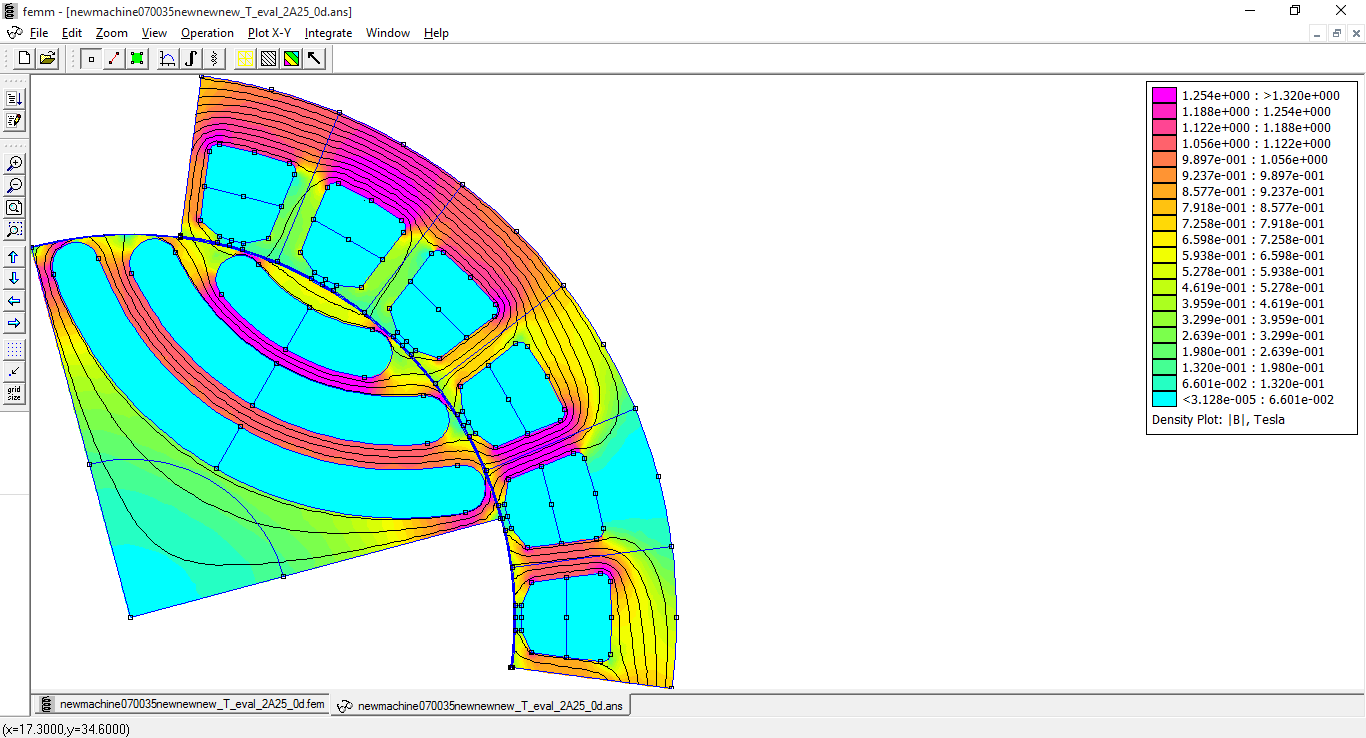 femm - [newmachine070035newnewnew_T_eval_2A25_0d.ans]
File Edit Zoom View Operation Plot X-Y Integrate Window Help
1.254e+000 : >1.320e+000
1.188e+000 : 1.254e+000
1.122e+000 : 1.188e+000
1.056e+000 : 1.122e+000
9.897e-001 : 1.056e+000
9.237e-001 : 9.897e-001
8.577e-001 : 9.237e-001
7.918e-001 : 8.577e-001
7.258e-001 : 7.918e-001
6.598e-001 : 7.258e-001
5.938e-001 : 6.598e-001
5.278e-001 : 5.938e-001
4.619e-001 : 5.278e-001
3.959e-001 : 4.619e-001
3.299e-001 : 3.959e-001
2.639e-001 : 3.299e-001
1.980e-001 : 2.639e-001
1.320e-001 : 1.980e-001
6.601e-002 : 1.320e-001
<3.128e-005 : 6.601e-002
Density Plot: |B|, Tesla
grid
size
newmachine070035newnewnew_T_eval_2A25_0d.fem
newmachine070035newnewnew_T_eval_2A25_0d.ans
(x=17.3000,y=34.6000)